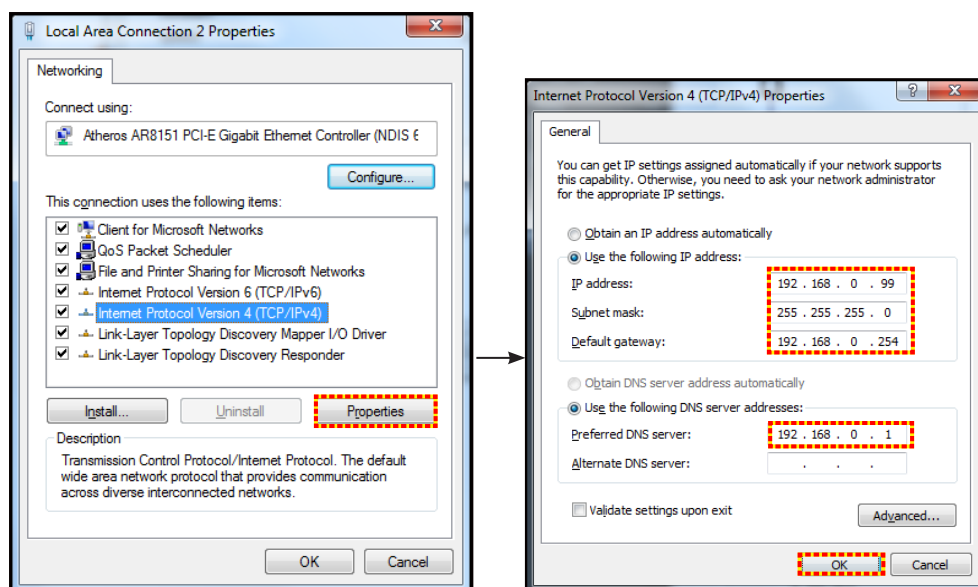 Local Area Connection 2 Properties
Networking
Connect using:
Atheros AR8151 PCI-E Gigabit Ethernet Controller (NDIS 6
Configure...
This connection uses the following items:
Client for Microsoft Networks
QoS Packet Scheduler
File and Printer Sharing for Microsoft Networks
Internet Protocol Version 6 (TCP/IPv6)
Internet Protocol Version 4 (TCP/IPv4)
Link-Layer Topology Discovery Mapper I/O Driver
Link-Layer Topology Discovery Responder
Install...
Uninstall
Properties
Description
Transmission Control Protocol/Internet Protocol. The default
wide area network protocol that provides communication
across diverse interconnected networks.
OK
Cancel
Internet Protocol Version 4 (TCP/IPv4) Properties
General
You can get IP settings assigned automatically if your network supports
this capability. Otherwise, you need to ask your network administrator
for the appropriate IP settings.
Obtain an IP address automatically
Use the following IP address:
IP address: 192 . 168 . 0 . 99
Subnet mask: 255 . 255 . 255 . 0
Default gateway: 192 . 168 . 0 . 254
Obtain DNS server address automatically
Use the following DNS server addresses:
Preferred DNS server: 192 . 168 . 0 . 1
Alternate DNS server: . . .
Validate settings upon exit
Advanced...
OK
Cancel